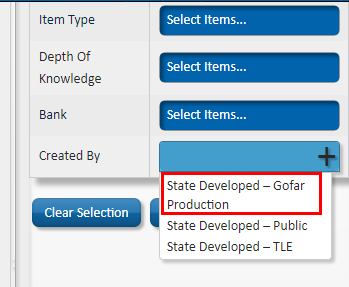 Item Type Select Items...
Depth Of
Knowledge Select Items...
Bank Select Items...
Created By
State Developed – Gofar
Production
State Developed – Public
State Developed – TLE
Clear Selection